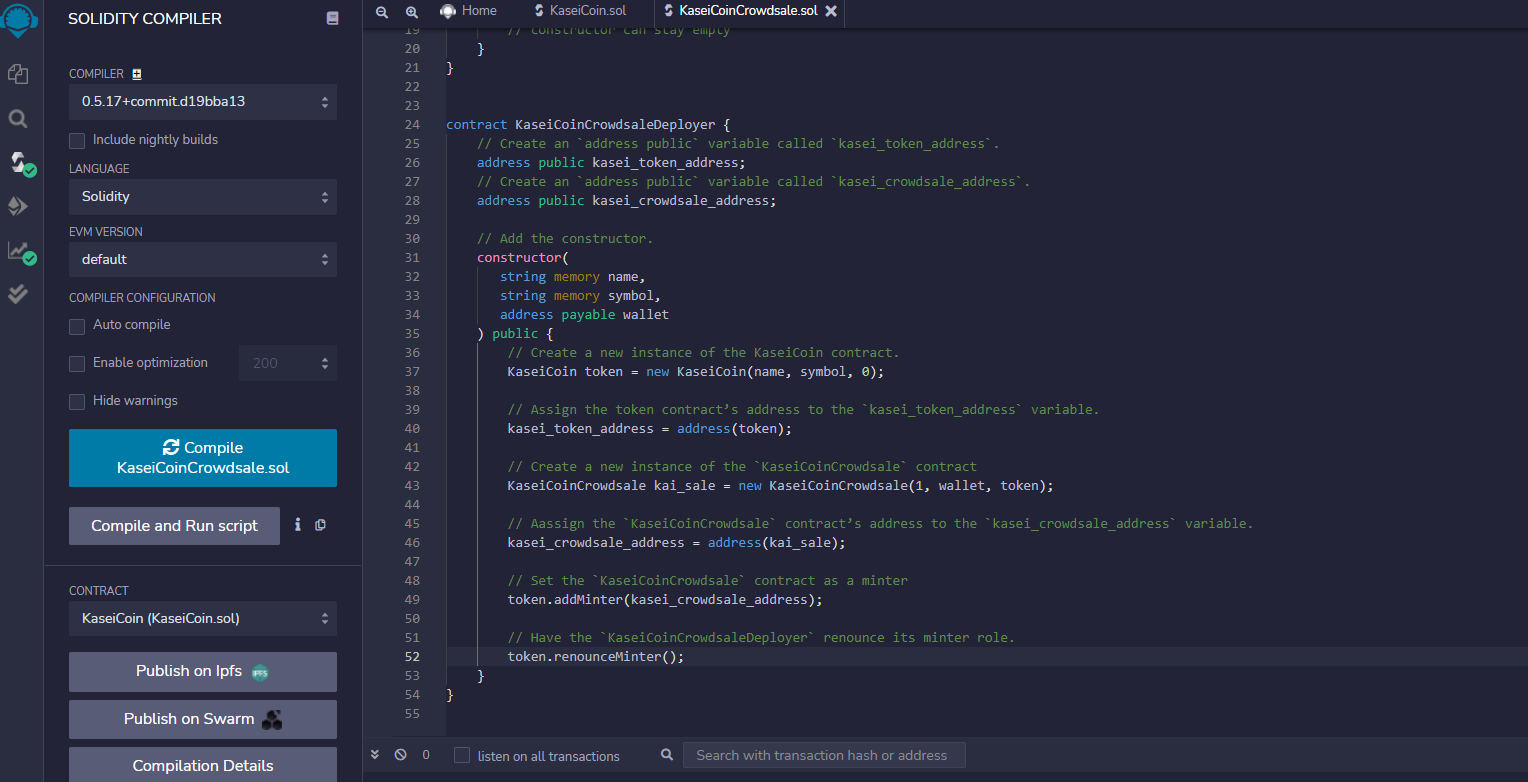 SOLIDITY COMPILER
COMPILER
0.5.17+commit.d19bba13
Include nightly builds
LANGUAGE
Solidity
EVM VERSION
default
COMPILER CONFIGURATION
Auto compile
Enable optimization 200
Hide warnings
Compile
KaseiCoinCrowdsale.sol
Compile and Run script
CONTRACT
KaseiCoin (KaseiCoin.sol)
Publish on Ipfs IPFS
Publish on Swarm
Compilation Details
Home KaseiCoin.sol KaseiCoinCrowdsale.sol
19 // constructor can stay empty
20 }
21 }
22
23
24 contract KaseiCoinCrowdsaleDeployer {
25 // Create an `address public` variable called `kasei_token_address`.
26 address public kasei_token_address;
27 // Create an `address public` variable called `kasei_crowdsale_address`.
28 address public kasei_crowdsale_address;
29
30 // Add the constructor.
31 constructor(
32 string memory name,
33 string memory symbol,
34 address payable wallet
35 ) public {
36 // Create a new instance of the KaseiCoin contract.
37 KaseiCoin token = new KaseiCoin(name, symbol, 0);
38
39 // Assign the token contract’s address to the `kasei_token_address` variable.
40 kasei_token_address = address(token);
41
42 // Create a new instance of the `KaseiCoinCrowdsale` contract
43 KaseiCoinCrowdsale kai_sale = new KaseiCoinCrowdsale(1, wallet, token);
44
45 // Aassign the `KaseiCoinCrowdsale` contract’s address to the `kasei_crowdsale_address` variable.
46 kasei_crowdsale_address = address(kai_sale);
47
48 // Set the `KaseiCoinCrowdsale` contract as a minter
49 token.addMinter(kasei_crowdsale_address);
50
51 // Have the `KaseiCoinCrowdsaleDeployer` renounce its minter role.
52 token.renounceMinter();
53 }
54 }
55
0 listen on all transactions Search with transaction hash or address